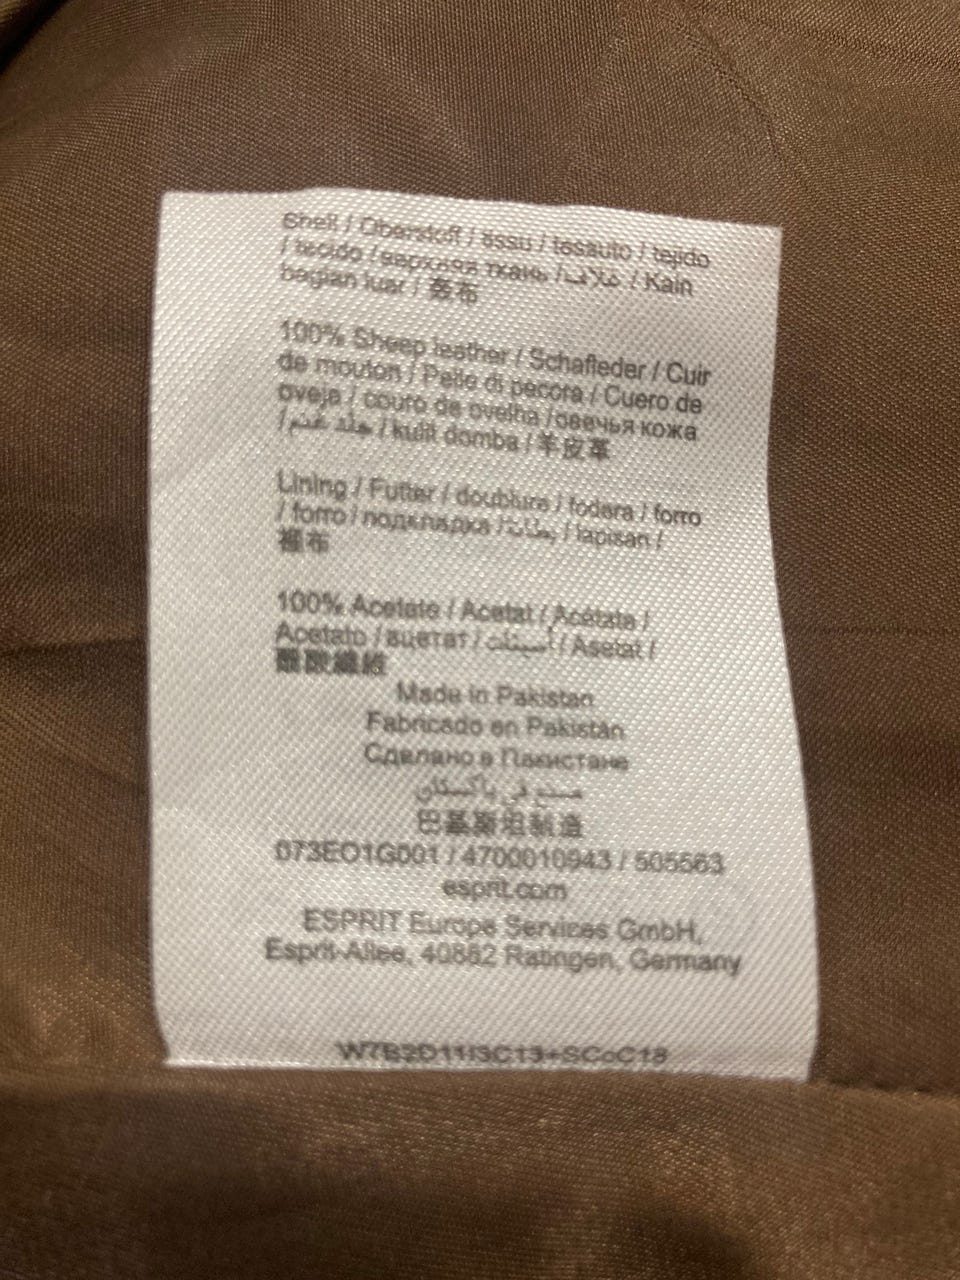 Shell / Oberstoff / tissu / tessuto / tejido
/ tecido / верхняя ткань / غلاف / Kain
bagian luar / 表布
100% Sheep leather / Schafleder / Cuir
de mouton / Pelle di pecora / Cuero de
oveja / couro de ovelha /овечья кожа
/جلد غنم / kulit domba / 羊皮革
Lining / Futter / doublure / fodera / forro
/ forro / подкладка / بطانة / lapisan /
裡布
100% Acetate / Acetat / Acétate /
Acetato / ацетат / أسيتات / Asetat /
醋酸纖維
Made in Pakistan
Fabricado en Pakistán
Сделано в Пакистане
صنع في باكستان
巴基斯坦制造
073EO1G001 / 4700010943 / 505563
esprit.com
ESPRIT Europe Services GmbH,
Esprit-Allee, 40882 Ratingen, Germany
W7B2D11I3C13+SCoC18